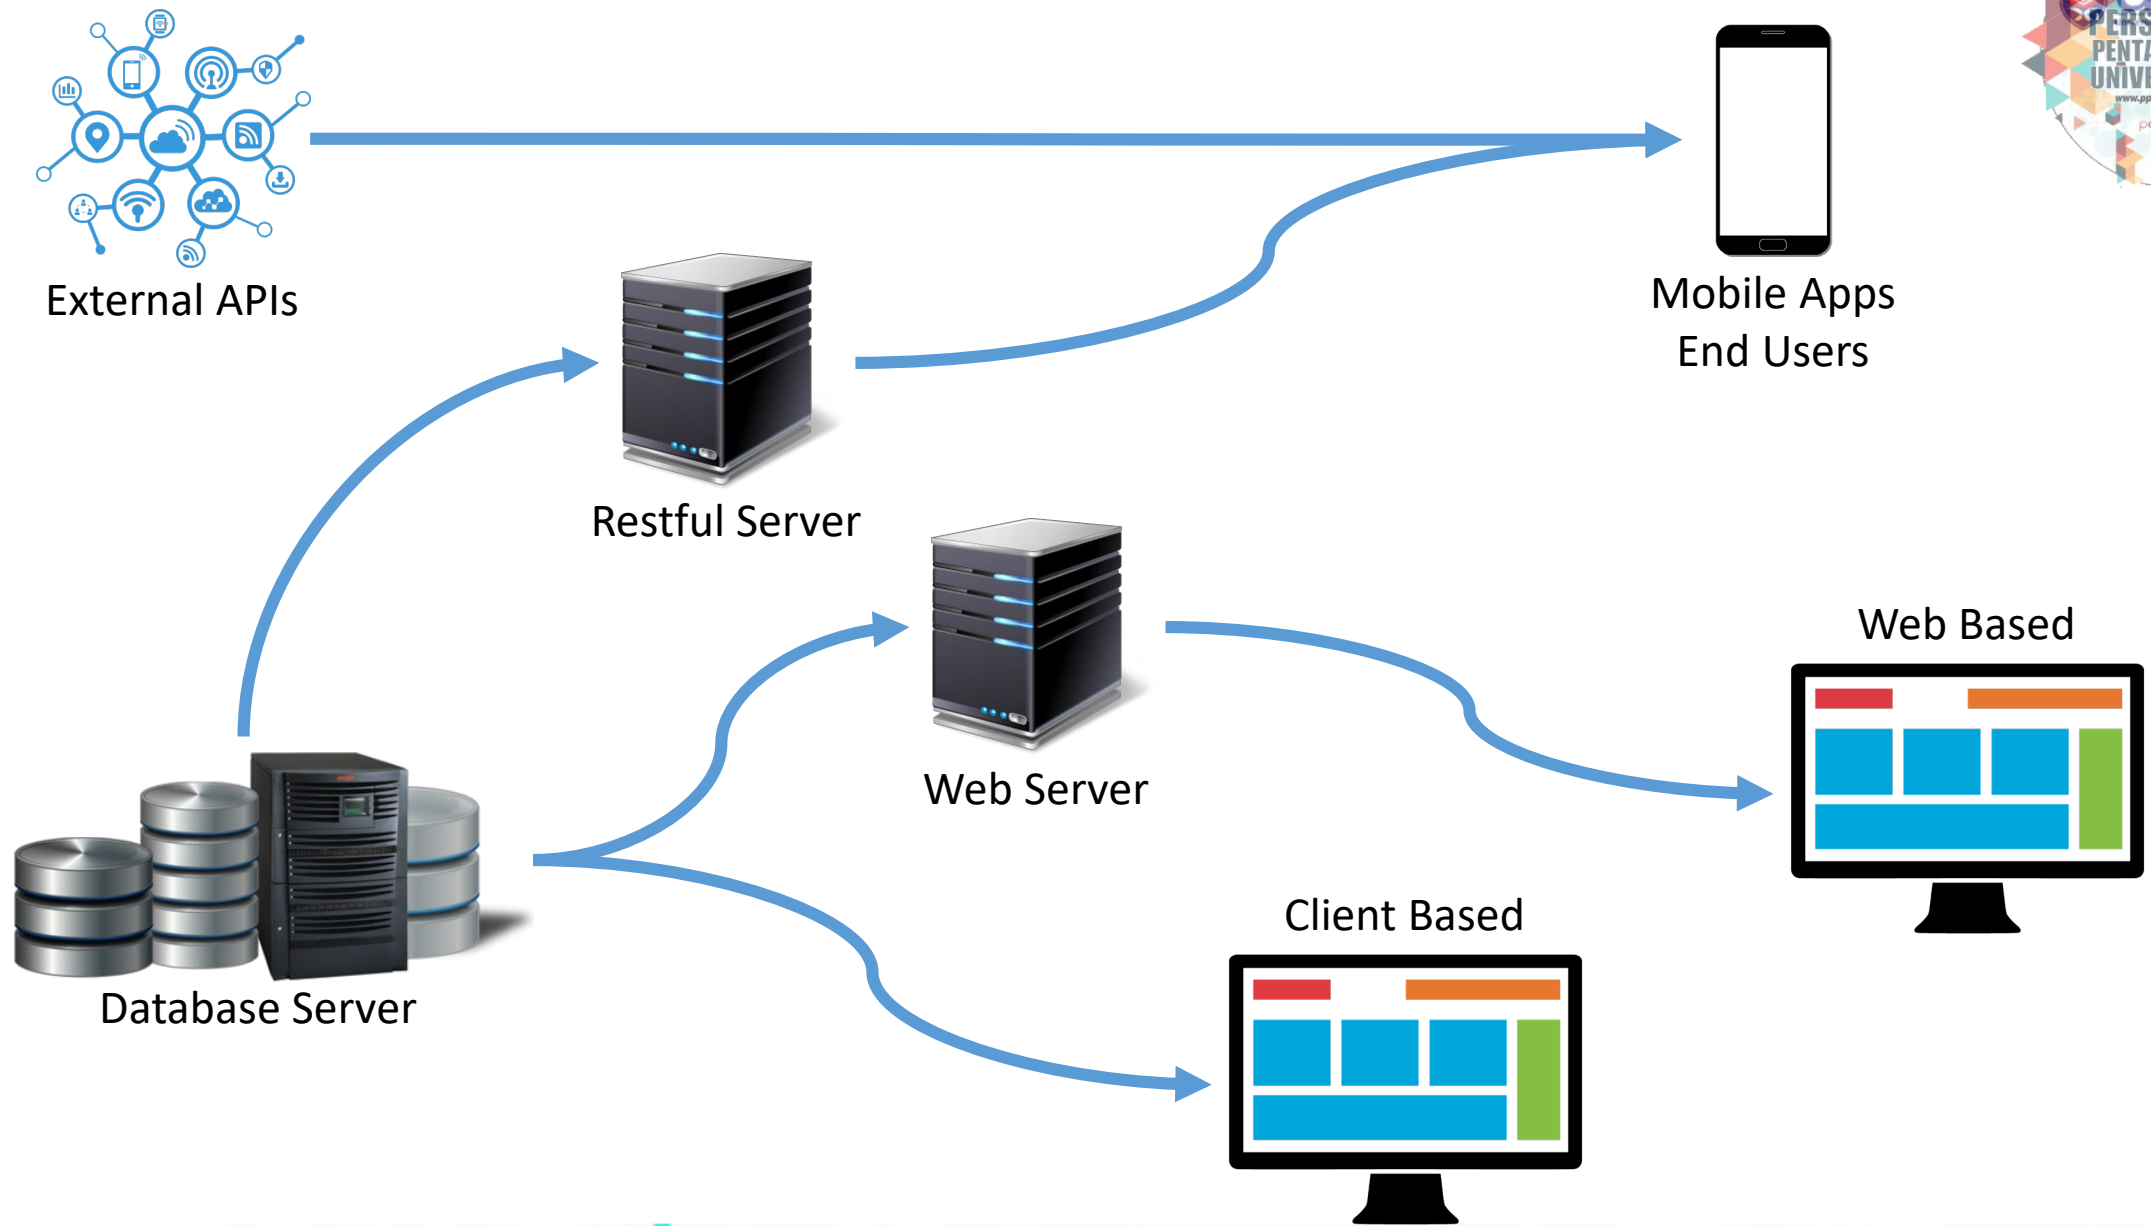 External APIs
Mobile Apps
End Users
Restful Server
Web Server
Web Based
Client Based
Database Server